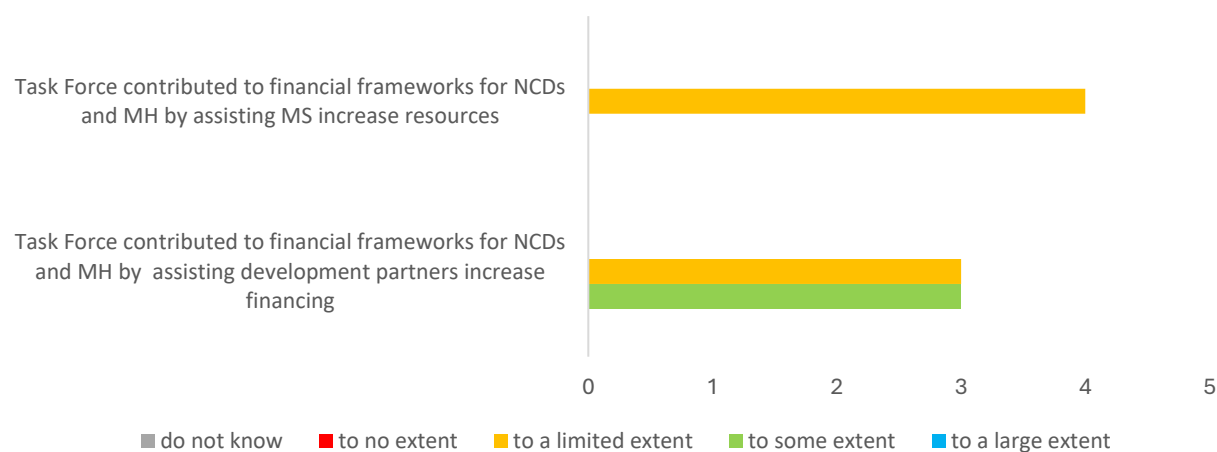 Task Force contributed to financial frameworks for NCDs
and MH by assisting MS increase resources
Task Force contributed to financial frameworks for NCDs
and MH by  assisting development partners increase
financing
0 1 2 3 4 5
do not know to no extent to a limited extent to some extent to a large extent